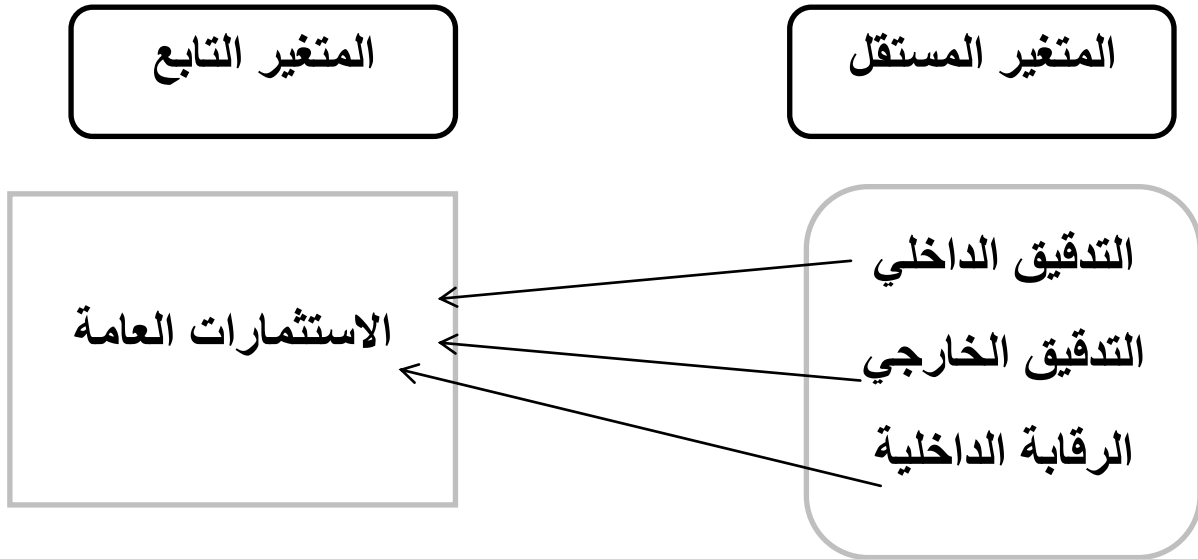 المتغير المستقل
المتغير التابع
التدقيق الداخلي
التدقيق الخارجي
الرقابة الداخلية
الاستثمارات العامة